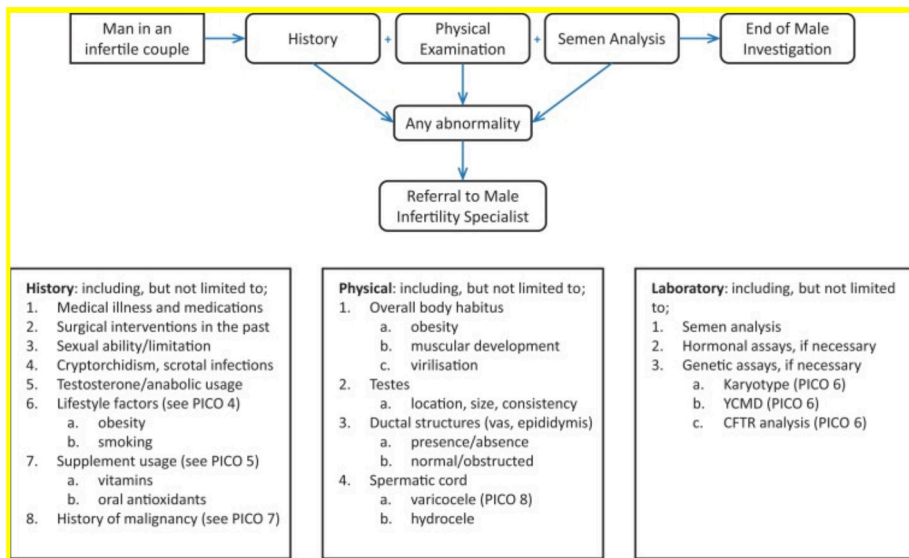 Man in an
infertile couple
History
+
Physical
Examination
+
Semen Analysis
End of Male
Investigation
Any abnormality
Referral to Male
Infertility Specialist
History: including, but not limited to;
1. Medical illness and medications
2. Surgical interventions in the past
3. Sexual ability/limitation
4. Cryptorchidism, scrotal infections
5. Testosterone/anabolic usage
6. Lifestyle factors (see PICO 4)
a. obesity
b. smoking
7. Supplement usage (see PICO 5)
a. vitamins
b. oral antioxidants
8. History of malignancy (see PICO 7)
Physical: including, but not limited to;
1. Overall body habitus
a. obesity
b. muscular development
c. virilisation
2. Testes
a. location, size, consistency
3. Ductal structures (vas, epididymis)
a. presence/absence
b. normal/obstructed
4. Spermatic cord
a. varicocele (PICO 8)
b. hydrocele
Laboratory: including, but not limited
to;
1. Semen analysis
2. Hormonal assays, if necessary
3. Genetic assays, if necessary
a. Karyotype (PICO 6)
b. YCMD (PICO 6)
c. CFTR analysis (PICO 6)